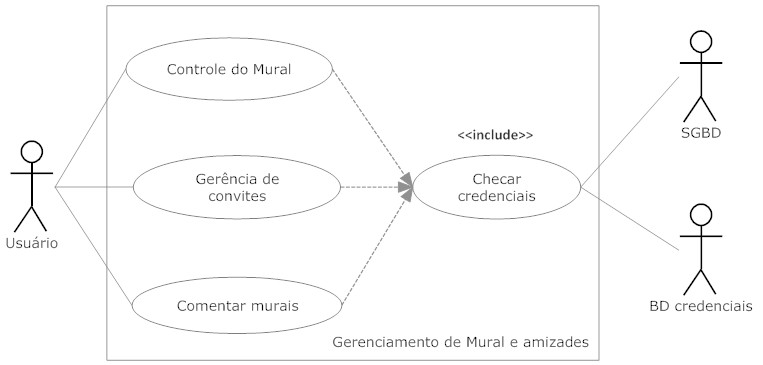 Controle do Mural
SGBD
<<include>>
Gerência de
convites
Checar
credenciais
Usuário
BD credenciais
Comentar murais
Gerenciamento de Mural e amizades